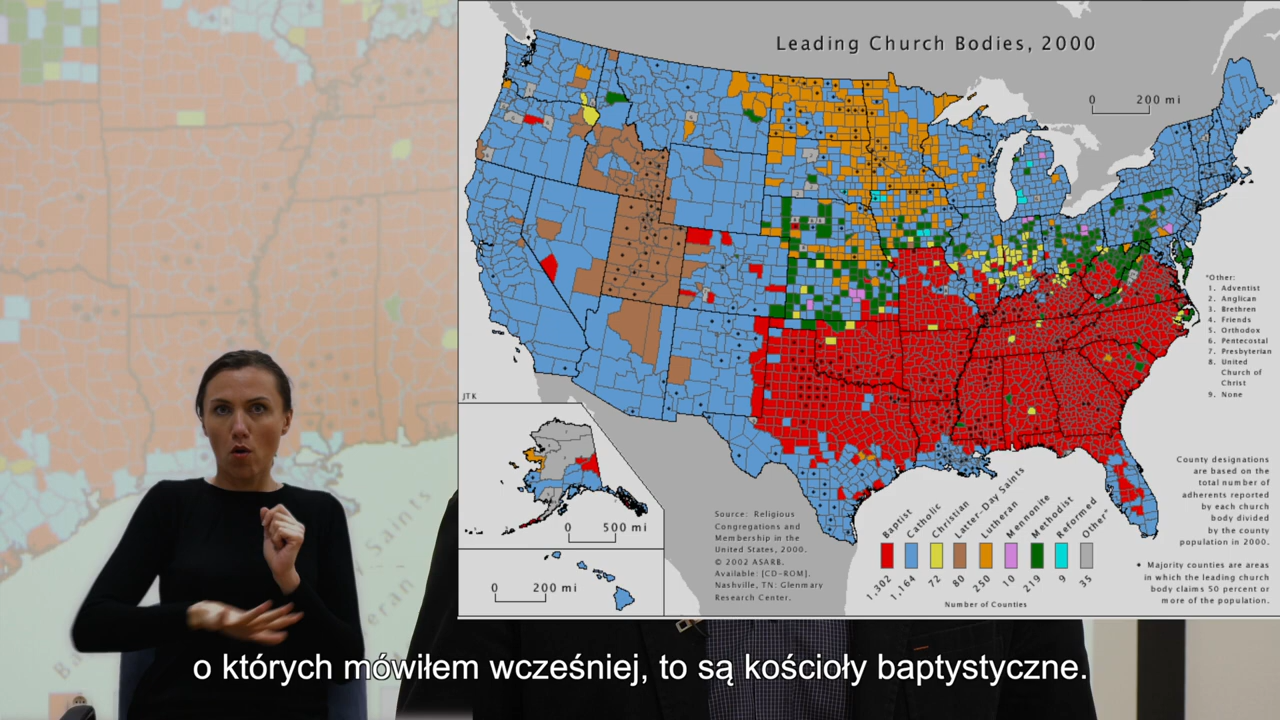 Leading Church Bodies, 2000
0 200 mi
*Other:
1. Adventist
2. Anglican
3. Brethren
4. Friends
5. Orthodox
6. Pentecostal
7. Presbyterian
8. United
Church of
Christ
9. None
JTK
County designations
are based on the
total number of
adherents reported
by each church
body divided
by the county
population in 2000.
• Majority counties are areas
in which the leading church
body claims 50 percent or
more of the population.
0 500 mi
0 200 mi
Source: Religious
Congregations and
Membership in the
United States, 2000.
© 2002 ASARB.
Available: [CD-ROM].
Nashville, TN: Glenmary
Research Center.
Baptist
Catholic
Christian
Latter-Day Saints
Lutheran
Mennonite
Methodist
Reformed
Other*
1,302
1,164
72
80
250
10
219
9
35
Number of Counties
Saints
o których mówiłem wcześniej, to są kościoły baptystyczne.